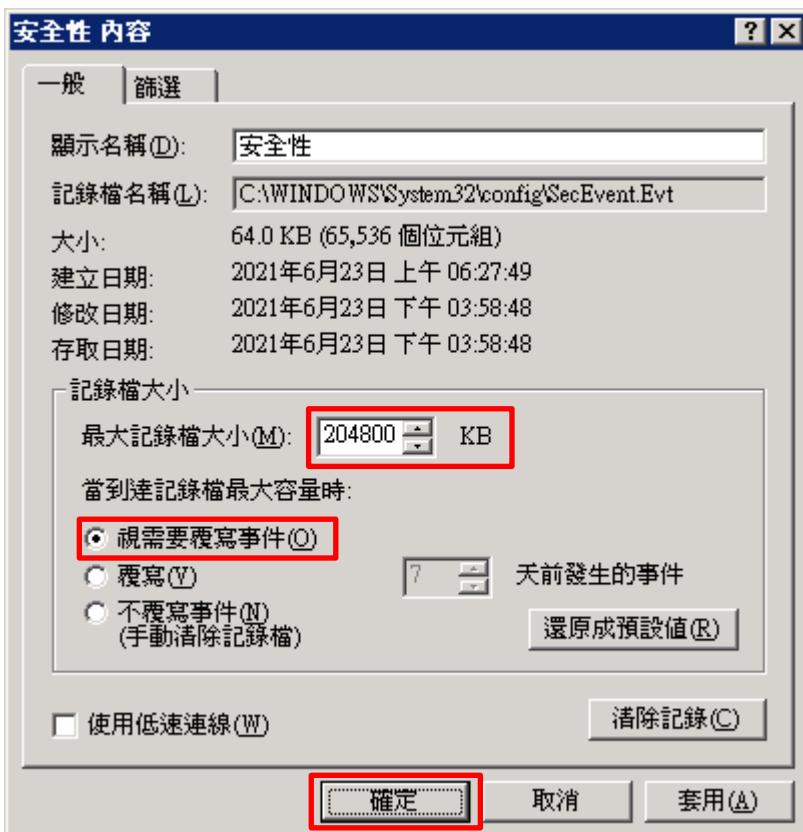 安全性 內容
一般 篩選
顯示名稱(D): 安全性
記錄檔名稱(L): C:\WINDOWS\System32\config\SecEvent.Evt
大小: 64.0 KB (65,536 個位元組)
建立日期: 2021年6月23日 上午 06:27:49
修改日期: 2021年6月23日 下午 03:58:48
存取日期: 2021年6月23日 下午 03:58:48
記錄檔大小
最大記錄檔大小(M): 204800 KB
當到達記錄檔最大容量時:
視需要覆寫事件(O)
覆寫(V) 7 天前發生的事件
不覆寫事件(N)
(手動清除記錄檔) 還原成預設值(R)
使用低速連線(W) 清除記錄(C)
確定 取消 套用(A)